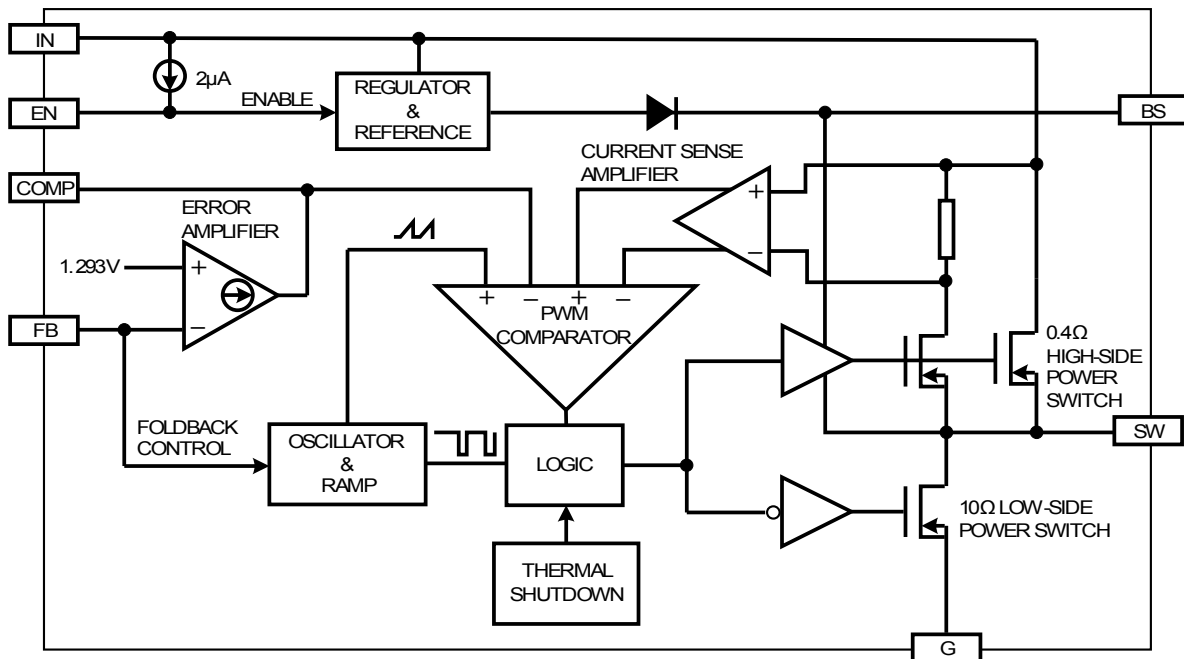 IN
2μA
EN
ENABLE
REGULATOR
&
REFERENCE
BS
COMP
CURRENT SENSE
AMPLIFIER
+
−
ERROR
AMPLIFIER
1.293V
+
−
+ − + −
PWM
COMPARATOR
FB
0.4Ω
HIGH-SIDE
POWER
SWITCH
FOLDBACK
CONTROL
OSCILLATOR
&
RAMP
LOGIC
SW
10Ω LOW-SIDE
POWER SWITCH
THERMAL
SHUTDOWN
G